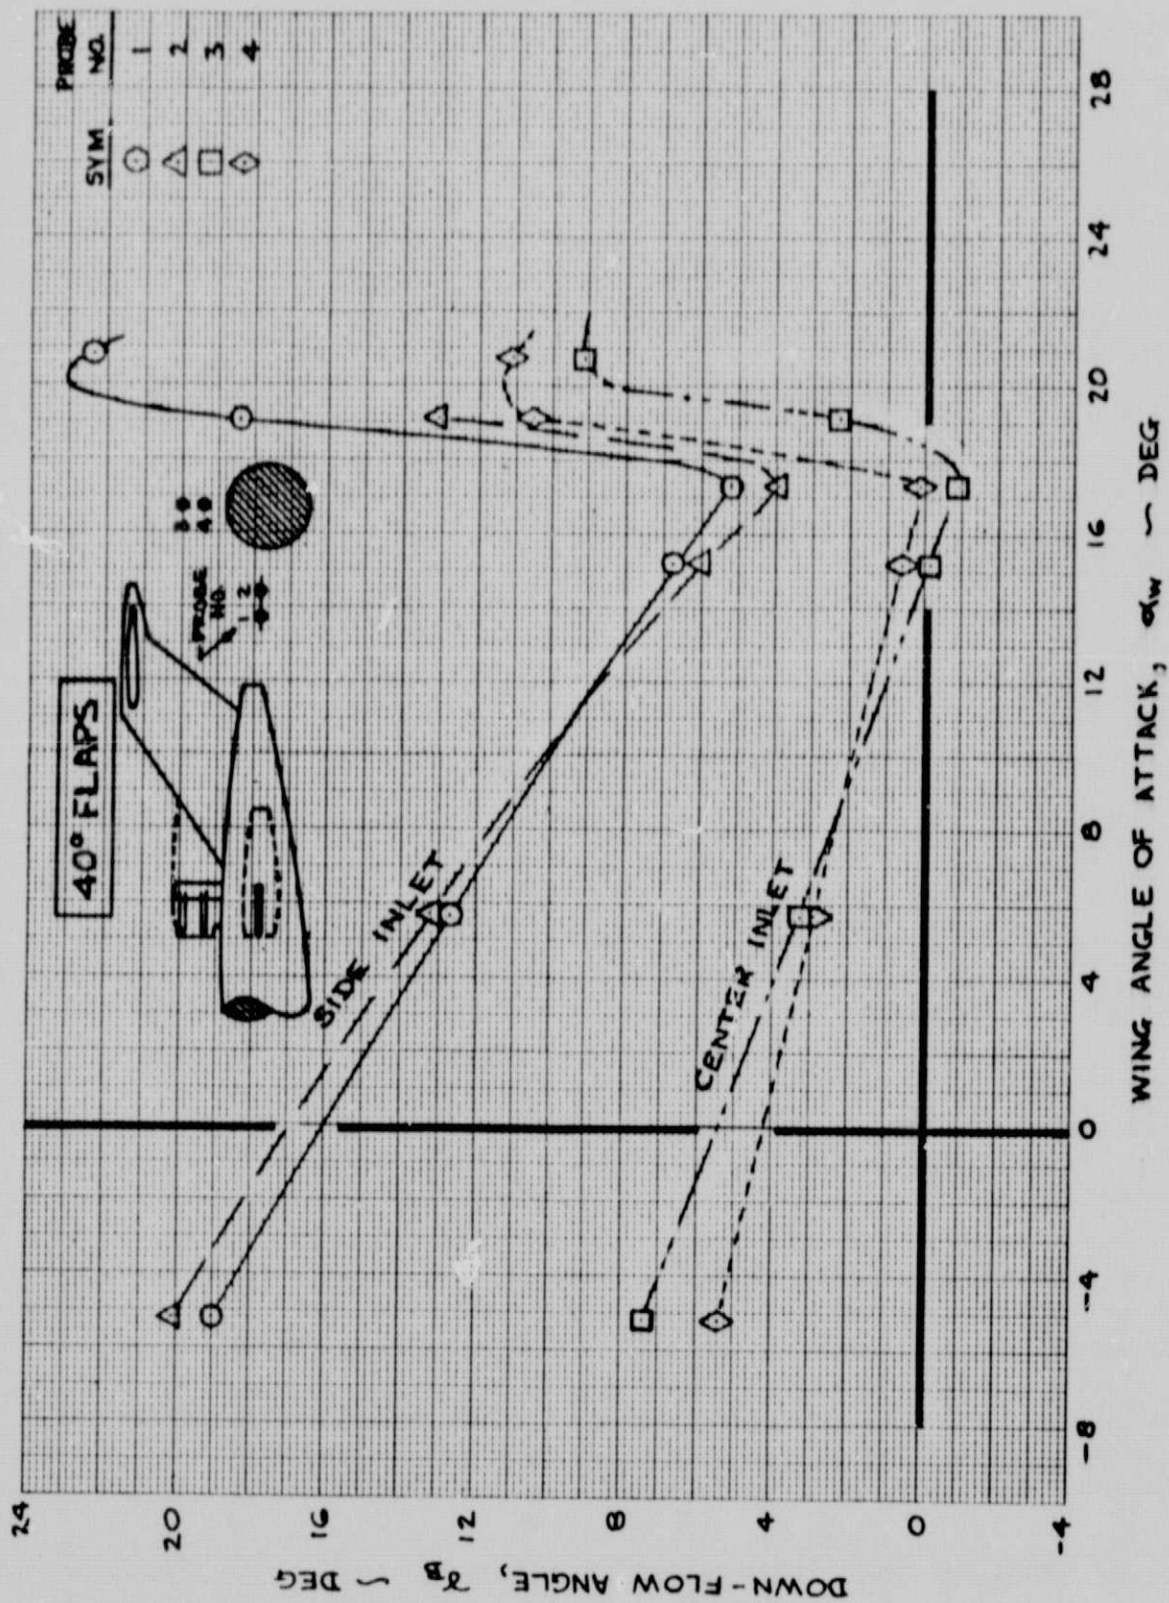 PROBE
SYM NO.
1
2
3
4
40° FLAPS
PROBE
NO.
1 2
3
4
SIDE INLET
CENTER INLET
24
20
16
12
8
4
0
-4
DOWN-FLOW ANGLE, γB ~ DEG
-8 -4 0 4 8 12 16 20 24 28
WING ANGLE OF ATTACK, αw ~ DEG